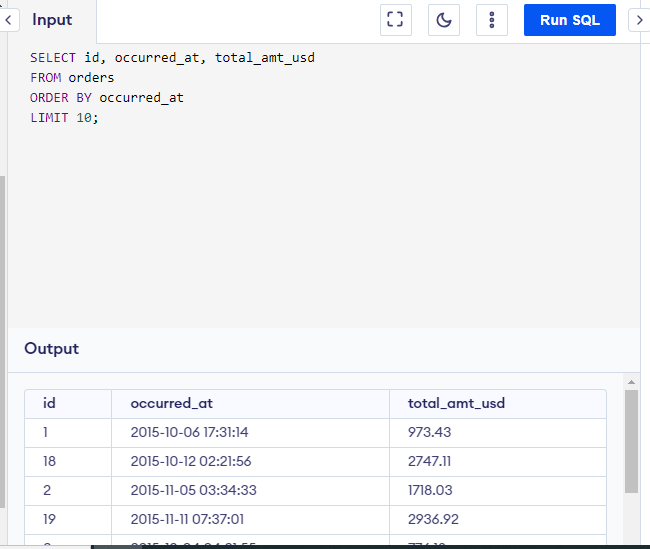 Input
Run SQL
SELECT id, occurred_at, total_amt_usd
FROM orders
ORDER BY occurred_at
LIMIT 10;
Output
id occurred_at total_amt_usd
1 2015-10-06 17:31:14 973.43
18 2015-10-12 02:21:56 2747.11
2 2015-11-05 03:34:33 1718.03
19 2015-11-11 07:37:01 2936.92